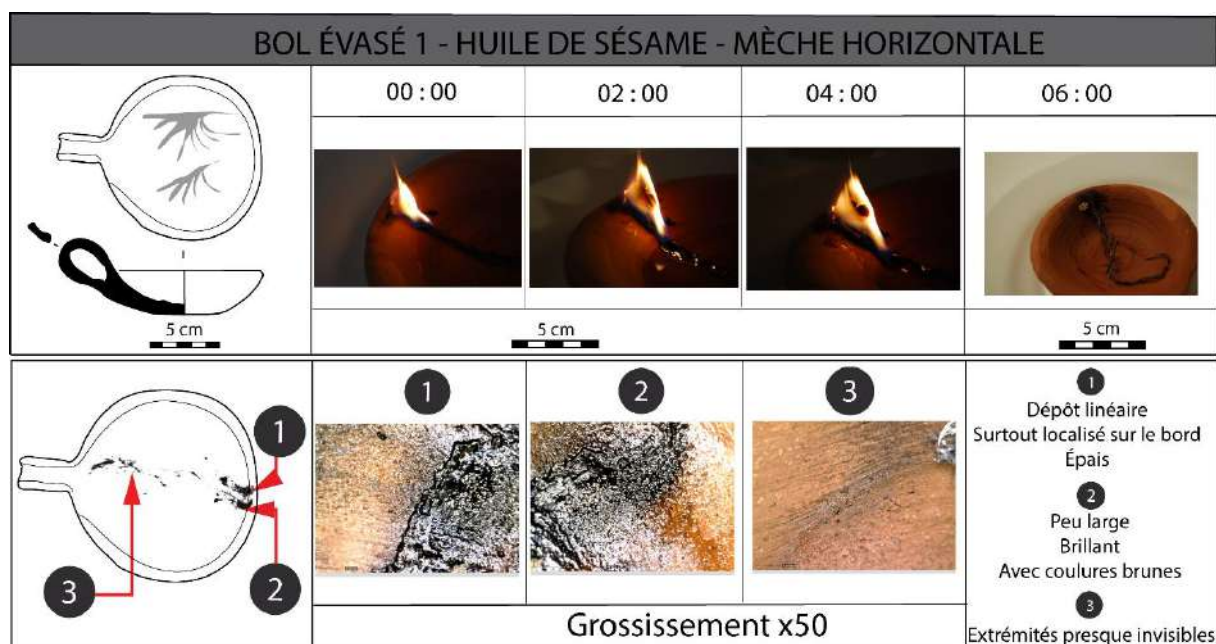 BOL ÉVASÉ 1 - HUILE DE SÉSAME - MÈCHE HORIZONTALE
00 : 00
02 : 00
04 : 00
06 : 00
5 cm
5 cm
5 cm
1
2
3
1
2
3
Grossissement x50
1
Dépôt linéaire
Surtout localisé sur le bord
Épais
2
Peu large
Brillant
Avec coulures brunes
3
Extrémités presque invisibles